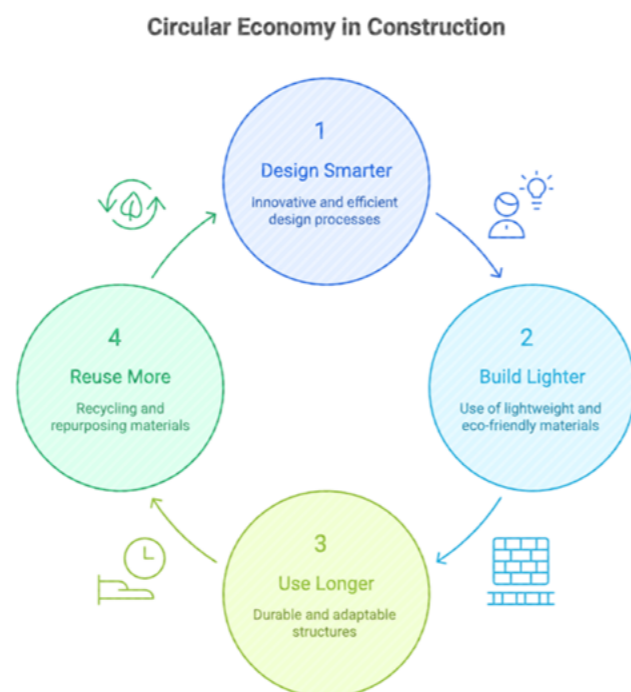 Circular Economy in Construction
1
Design Smarter
Innovative and efficient
design processes
2
Build Lighter
Use of lightweight and
eco-friendly materials
3
Use Longer
Durable and adaptable
structures
4
Reuse More
Recycling and
repurposing materials